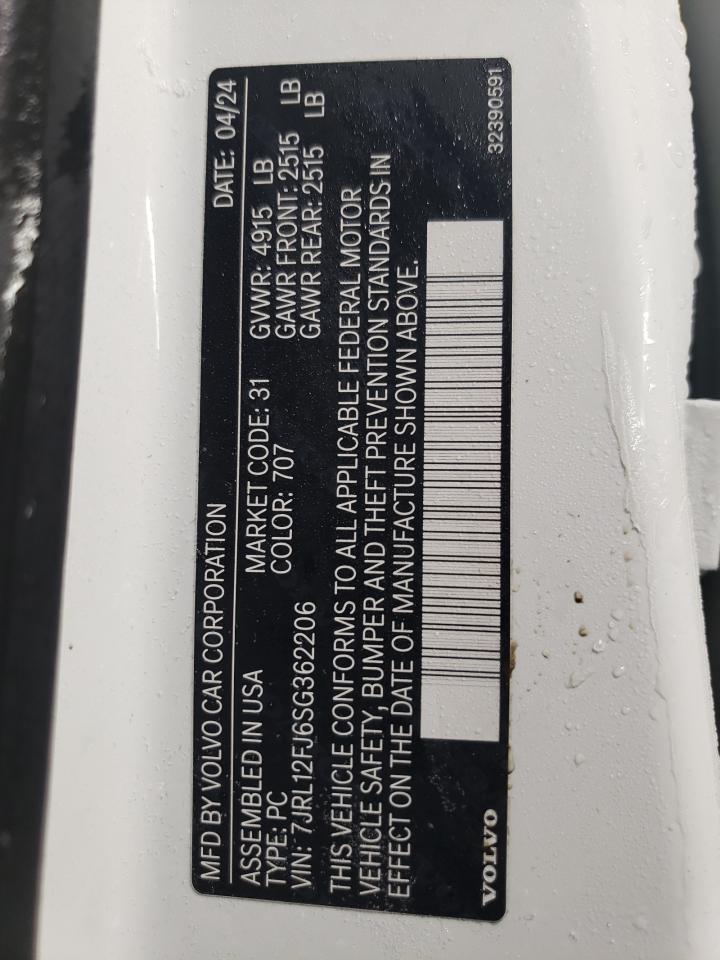 MFD BY VOLVO CAR CORPORATION DATE: 04/24
ASSEMBLED IN USA MARKET CODE: 31 GVWR: 4915 LB
TYPE: PC COLOR: 707 GAWR FRONT: 2515 LB
VIN: 7JRL12FJ6SG362206 GAWR REAR: 2515 LB
THIS VEHICLE CONFORMS TO ALL APPLICABLE FEDERAL MOTOR
VEHICLE SAFETY, BUMPER AND THEFT PREVENTION STANDARDS IN
EFFECT ON THE DATE OF MANUFACTURE SHOWN ABOVE.
VOLVO 32390591